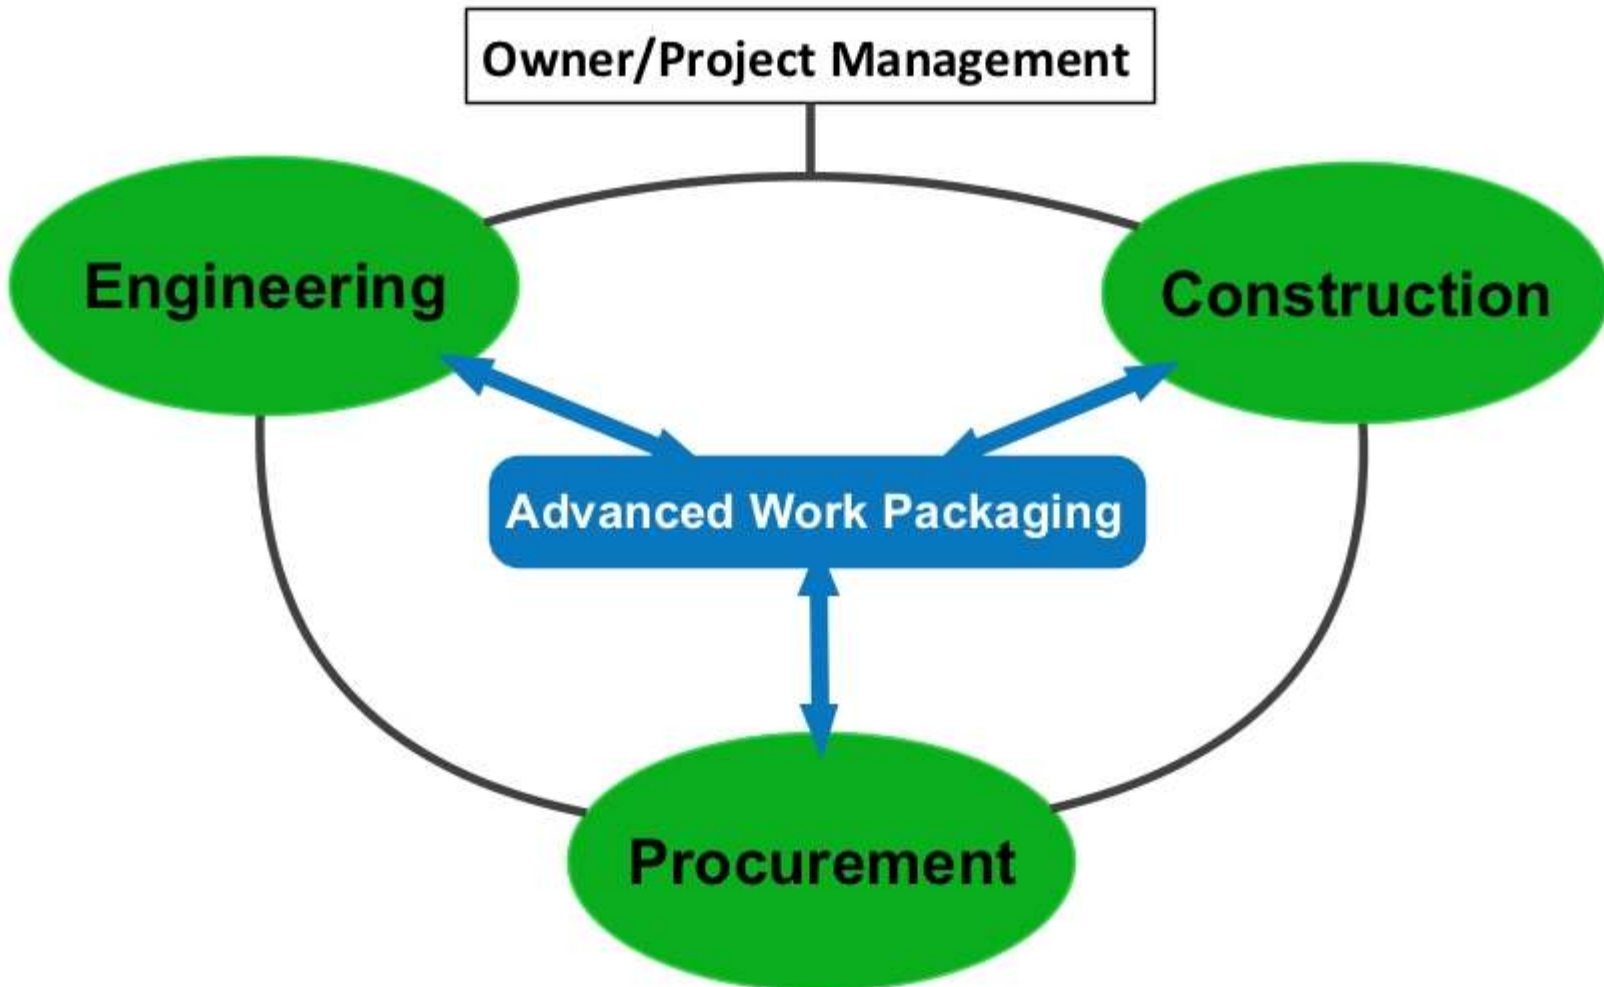 Owner/Project Management
Engineering
Construction
Advanced Work Packaging
Procurement